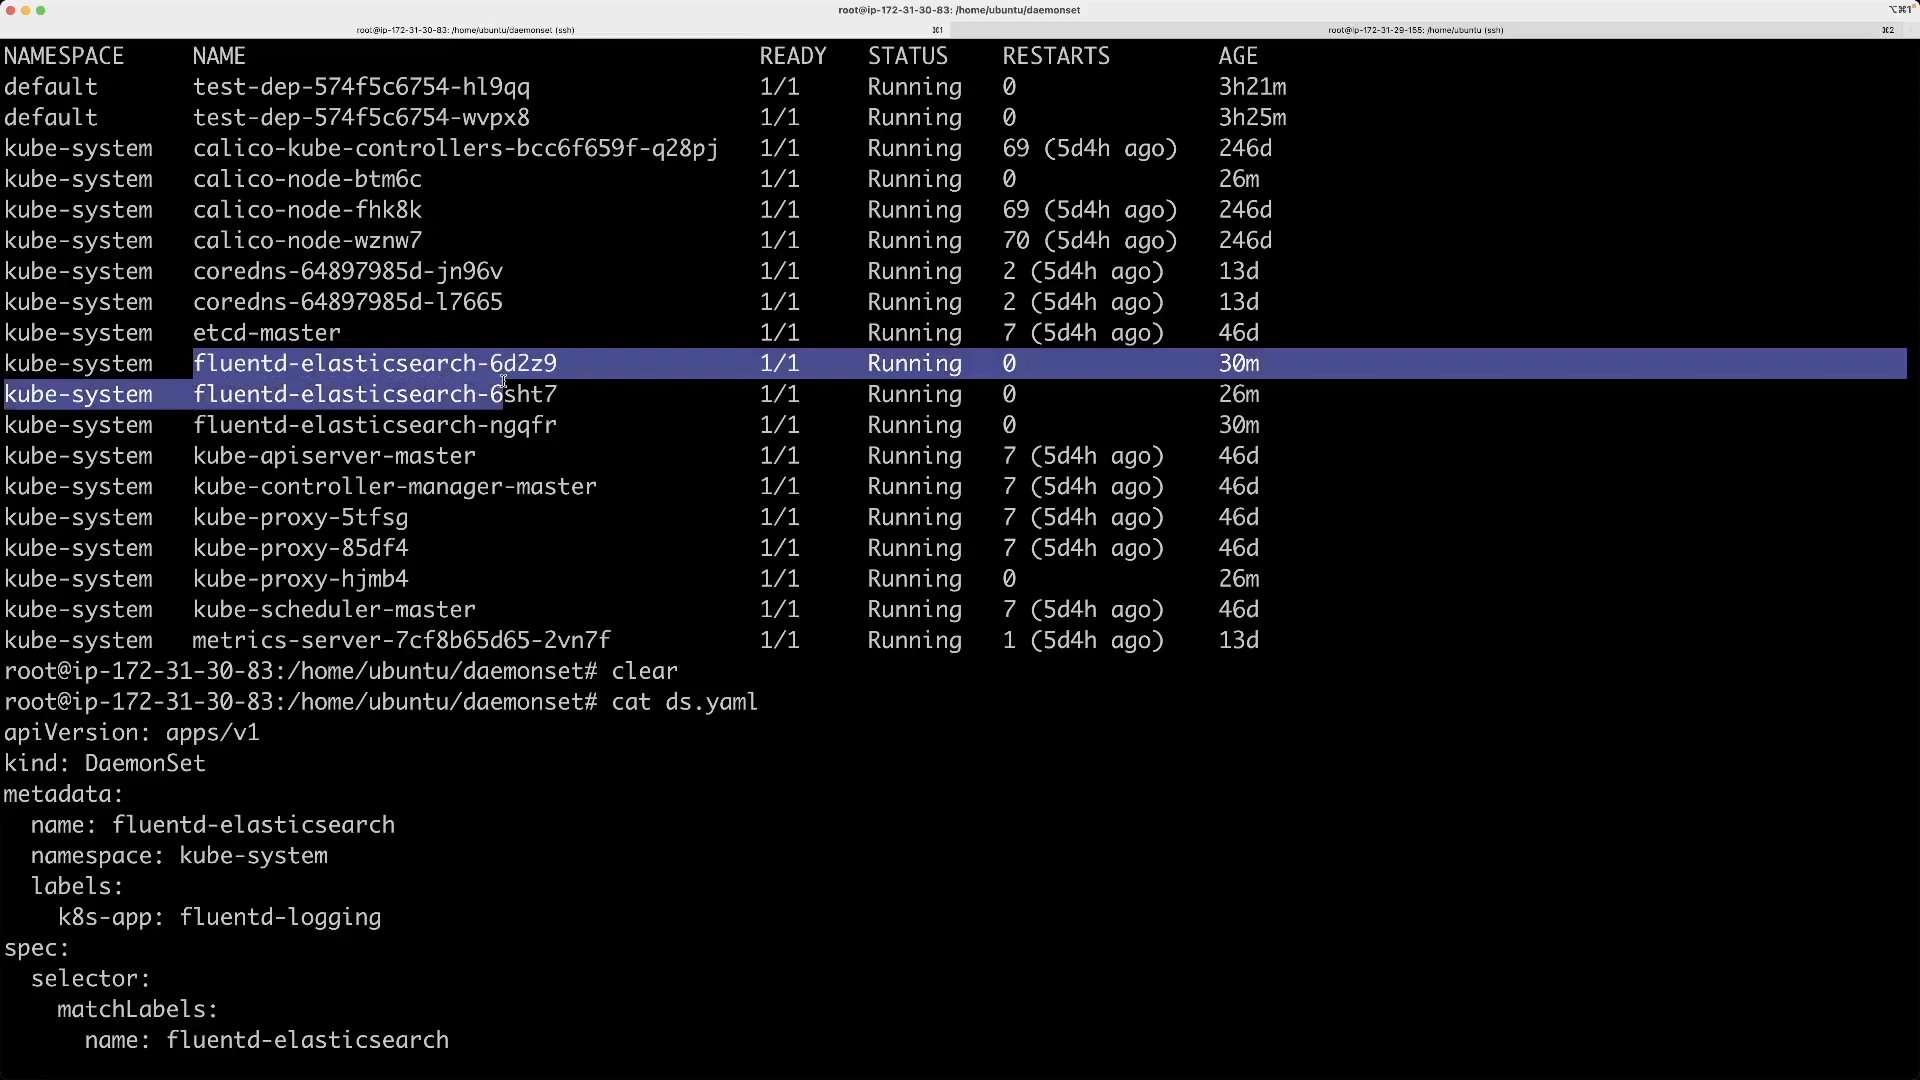 root@ip-172-31-30-83: /home/ubuntu/daemonset
⌥⌘1
root@ip-172-31-30-83: /home/ubuntu/daemonset (ssh) ⌘1 root@ip-172-31-29-155: /home/ubuntu (ssh) ⌘2
NAMESPACE NAME READY STATUS RESTARTS AGE
default test-dep-574f5c6754-hl9qq 1/1 Running 0 3h21m
default test-dep-574f5c6754-wvpx8 1/1 Running 0 3h25m
kube-system calico-kube-controllers-bcc6f659f-q28pj 1/1 Running 69 (5d4h ago) 246d
kube-system calico-node-btm6c 1/1 Running 0 26m
kube-system calico-node-fhk8k 1/1 Running 69 (5d4h ago) 246d
kube-system calico-node-wznw7 1/1 Running 70 (5d4h ago) 246d
kube-system coredns-64897985d-jn96v 1/1 Running 2 (5d4h ago) 13d
kube-system coredns-64897985d-l7665 1/1 Running 2 (5d4h ago) 13d
kube-system etcd-master 1/1 Running 7 (5d4h ago) 46d
kube-system fluentd-elasticsearch-6d2z9 1/1 Running 0 30m
kube-system fluentd-elasticsearch-6sht7 1/1 Running 0 26m
kube-system fluentd-elasticsearch-ngqfr 1/1 Running 0 30m
kube-system kube-apiserver-master 1/1 Running 7 (5d4h ago) 46d
kube-system kube-controller-manager-master 1/1 Running 7 (5d4h ago) 46d
kube-system kube-proxy-5tfsg 1/1 Running 7 (5d4h ago) 46d
kube-system kube-proxy-85df4 1/1 Running 7 (5d4h ago) 46d
kube-system kube-proxy-hjmb4 1/1 Running 0 26m
kube-system kube-scheduler-master 1/1 Running 7 (5d4h ago) 46d
kube-system metrics-server-7cf8b65d65-2vn7f 1/1 Running 1 (5d4h ago) 13d
root@ip-172-31-30-83:/home/ubuntu/daemonset# clear
root@ip-172-31-30-83:/home/ubuntu/daemonset# cat ds.yaml
apiVersion: apps/v1
kind: DaemonSet
metadata:
  name: fluentd-elasticsearch
  namespace: kube-system
  labels:
    k8s-app: fluentd-logging
spec:
  selector:
    matchLabels:
      name: fluentd-elasticsearch